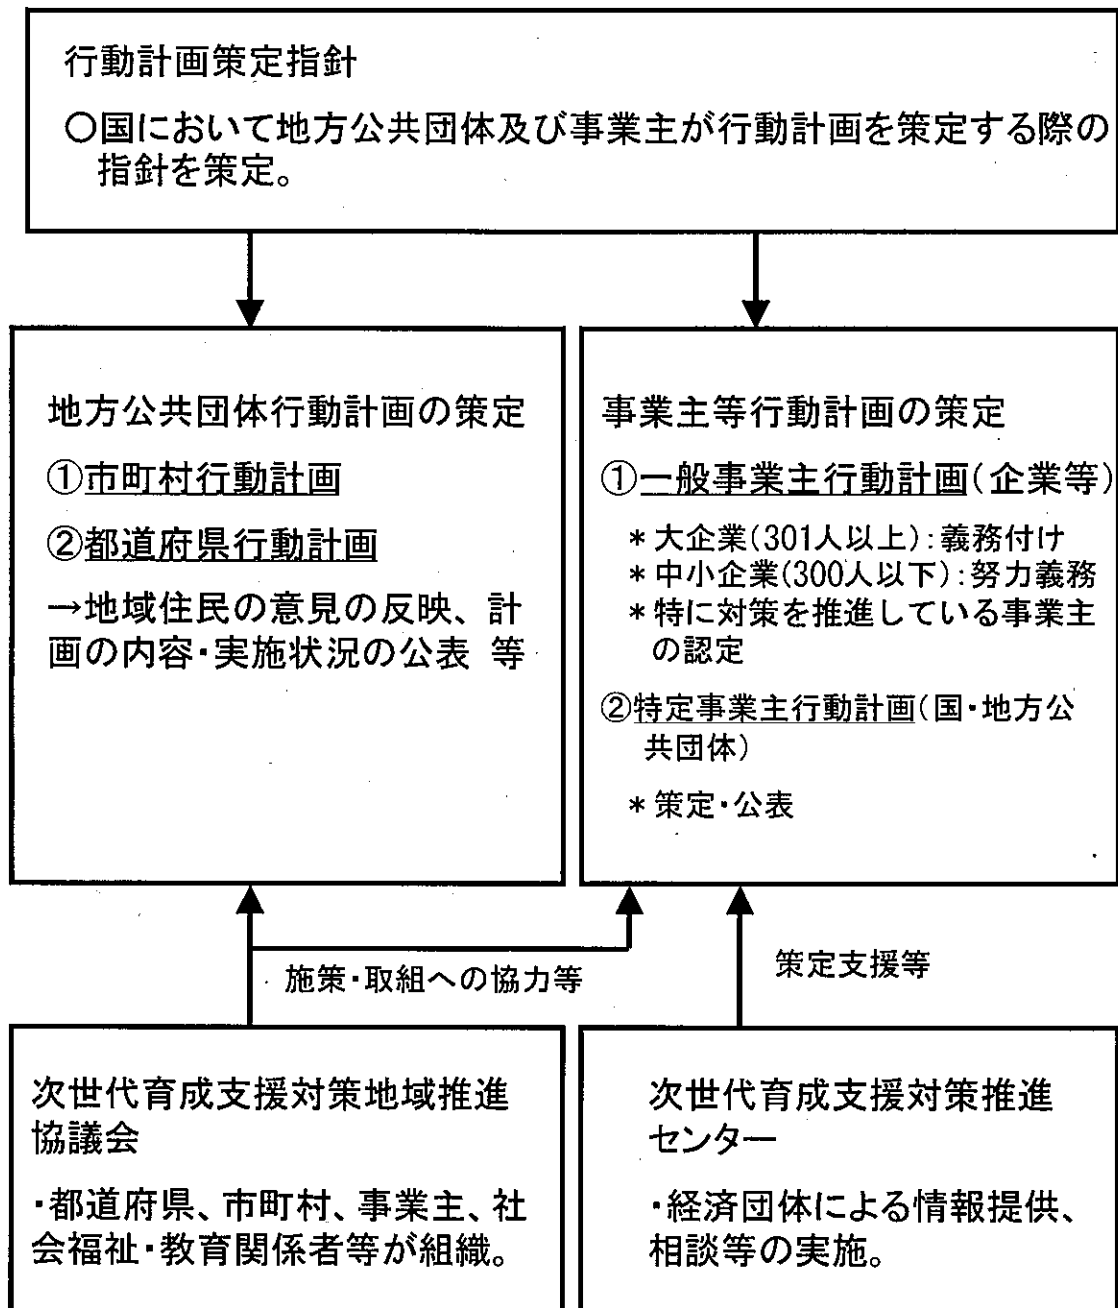 行動計画策定指針
○国において地方公共団体及び事業主が行動計画を策定する際の
指針を策定。
地方公共団体行動計画の策定
①市町村行動計画
②都道府県行動計画
→地域住民の意見の反映、計
画の内容・実施状況の公表 等
事業主等行動計画の策定
①一般事業主行動計画(企業等)
＊大企業(301人以上):義務付け
＊中小企業(300人以下):努力義務
＊特に対策を推進している事業主
の認定
②特定事業主行動計画(国・地方公
共団体)
＊策定・公表
施策・取組への協力等
策定支援等
次世代育成支援対策地域推進
協議会
・都道府県、市町村、事業主、社
会福祉・教育関係者等が組織。
次世代育成支援対策推進
センター
・経済団体による情報提供、
相談等の実施。